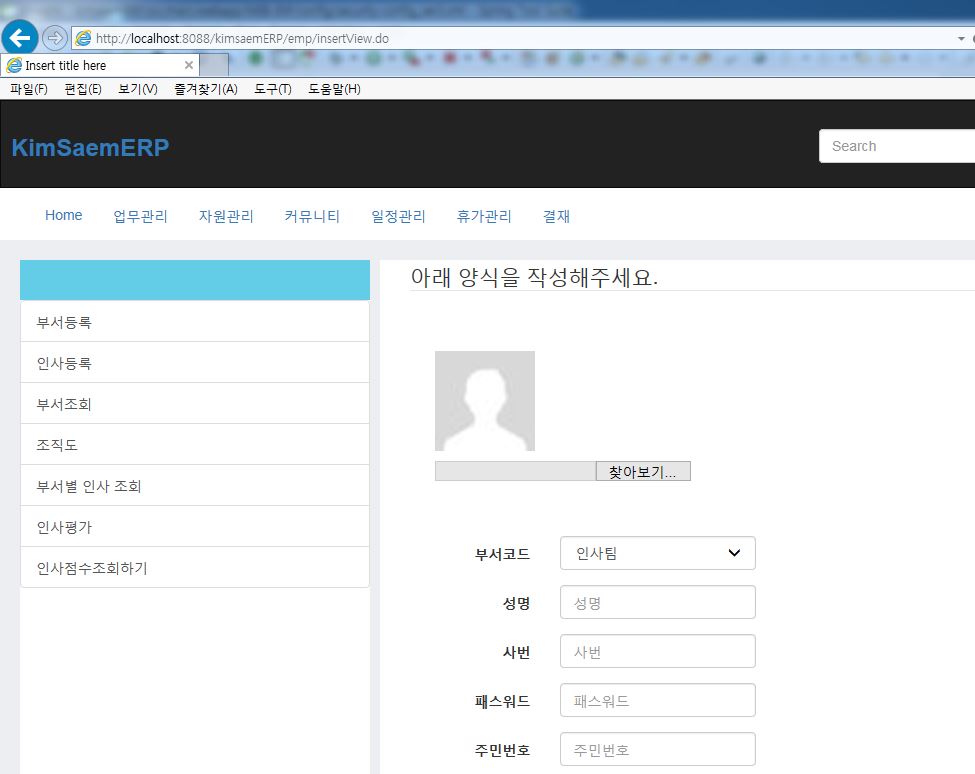 http://localhost:8088/kimsaemERP/emp/insertView.do
Insert title here
파일(F) 편집(E) 보기(V) 즐겨찾기(A) 도구(T) 도움말(H)
KimSaemERP
Search
Home 업무관리 자원관리 커뮤니티 일정관리 휴가관리 결재
아래 양식을 작성해주세요.
부서등록
인사등록
부서조회
조직도
부서별 인사 조회
인사평가
인사점수조회하기
찾아보기...
부서코드 인사팀
성명 성명
사번 사번
패스워드 패스워드
주민번호 주민번호